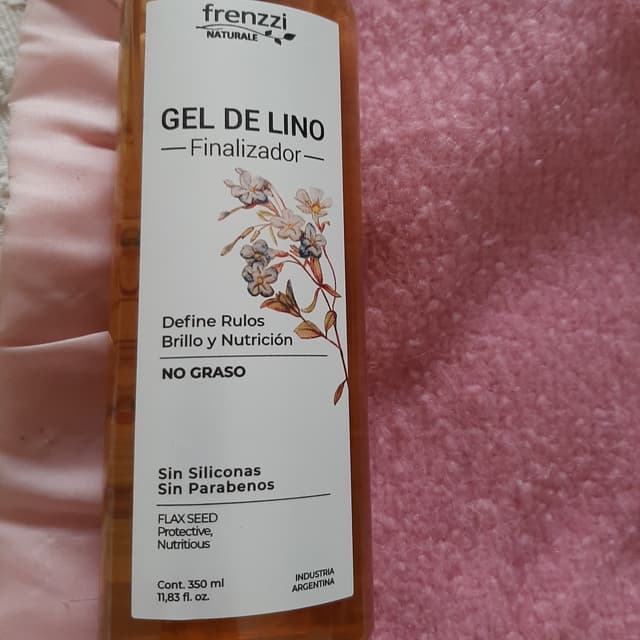 frenzzi
NATURALE
GEL DE LINO
Finalizador
Define Rulos
Brillo y Nutrición
NO GRASO
Sin Siliconas
Sin Parabenos
FLAX SEED
Protective,
Nutritious
Cont. 350 ml
11,83 fl. oz.
INDUSTRIA
ARGENTINA